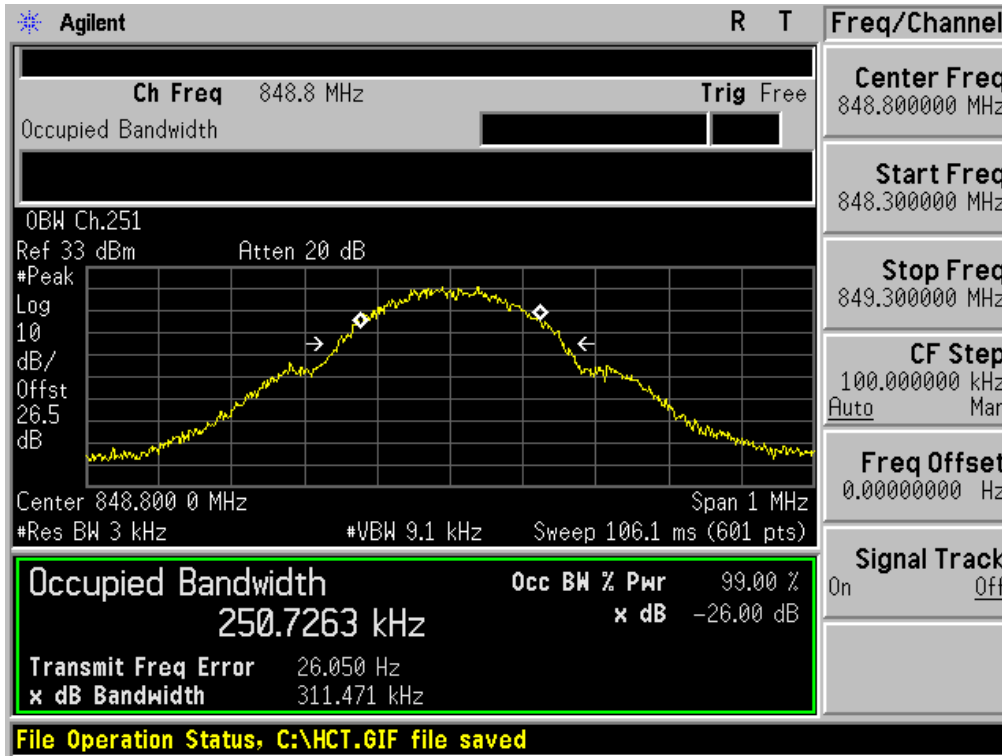 Agilent R T
Freq/Channel
Ch Freq 848.8 MHz Trig Free
Occupied Bandwidth
Center Freq
848.800000 MHz
Start Freq
848.300000 MHz
Stop Freq
849.300000 MHz
CF Step
100.000000 kHz
Auto Man
Freq Offset
0.00000000 Hz
Signal Track
On Off
OBW Ch.251
Ref 33 dBm Atten 20 dB
#Peak
Log
10
dB/
Offst
26.5
dB
Center 848.800 0 MHz Span 1 MHz
#Res BW 3 kHz #VBW 9.1 kHz Sweep 106.1 ms (601 pts)
Occupied Bandwidth Occ BW % Pwr 99.00 %
250.7263 kHz x dB -26.00 dB
Transmit Freq Error 26.050 Hz
x dB Bandwidth 311.471 kHz
File Operation Status, C:\HCT.GIF file saved